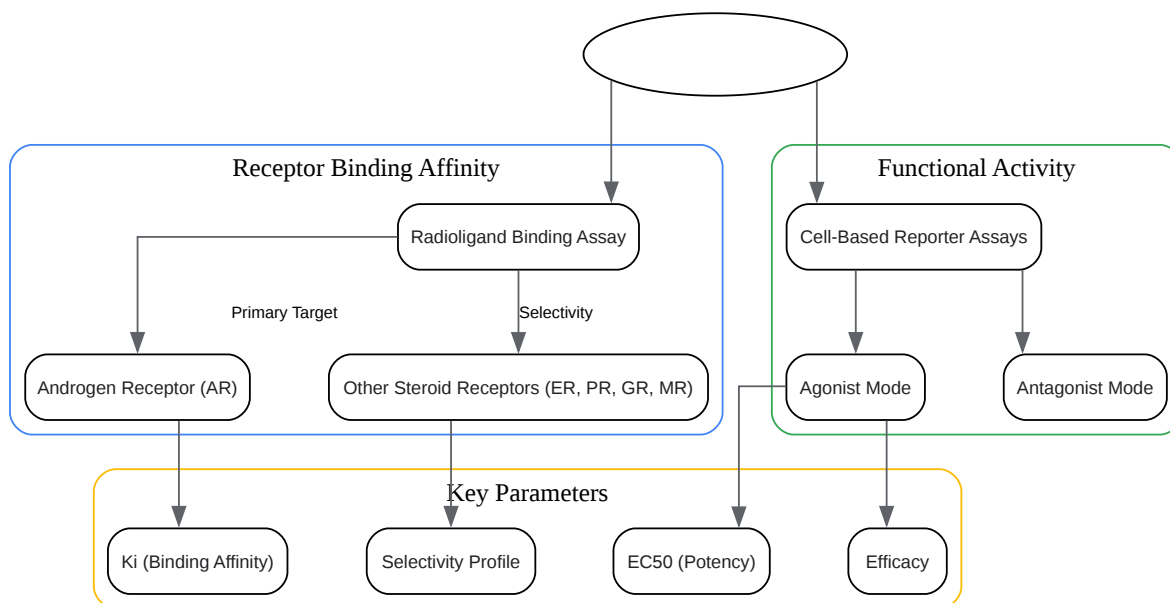 Receptor Binding Affinity
Functional Activity
Radioligand Binding Assay
Cell-Based Reporter Assays
Primary Target
Selectivity
Androgen Receptor (AR)
Other Steroid Receptors (ER, PR, GR, MR)
Agonist Mode
Antagonist Mode
Key Parameters
Ki (Binding Affinity)
Selectivity Profile
EC50 (Potency)
Efficacy